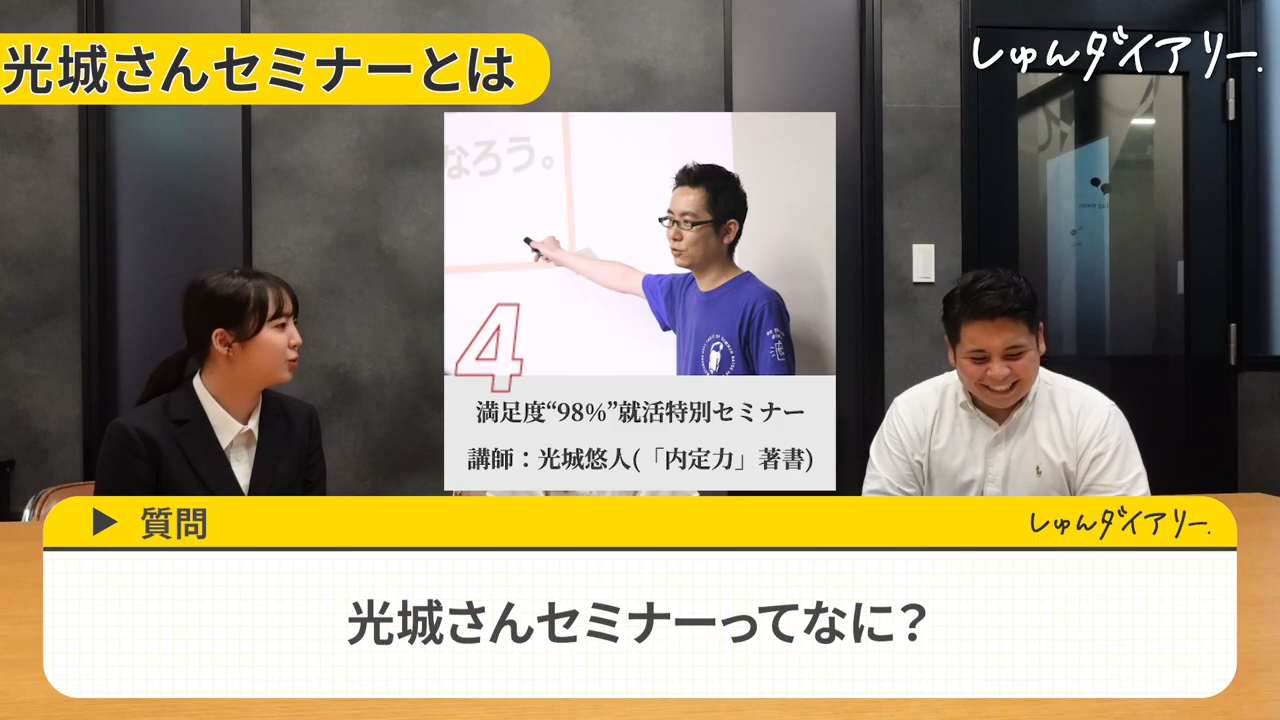 光城さんセミナーとは
しゅんダイアリー.
なろう。
4
満足度“98%”就活特別セミナー
講師：光城悠人(「内定力」著書)
▶ 質問
しゅんダイアリー.
光城さんセミナーってなに？